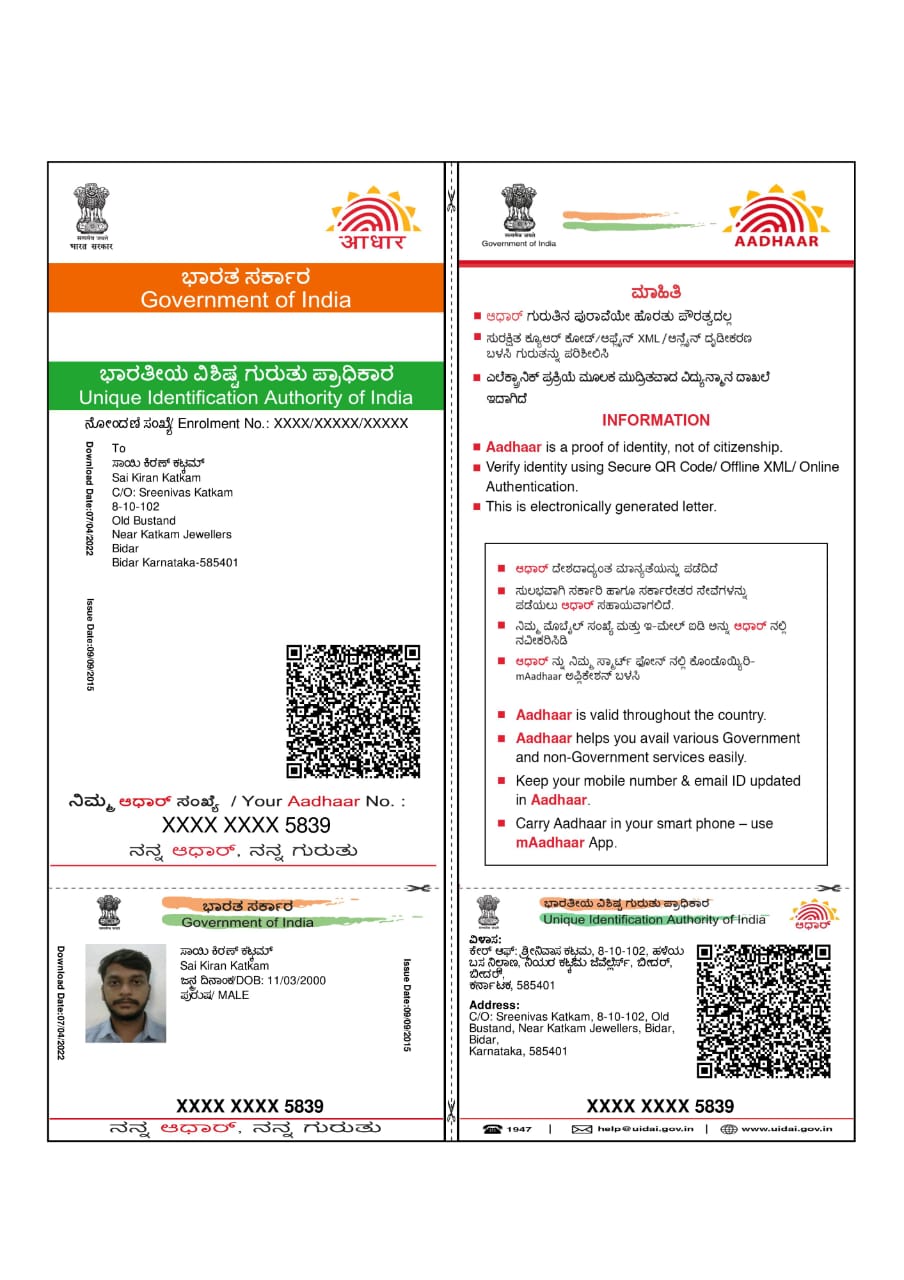 सत्यमेव जयते
भारत सरकार
आधार
ಭಾರತ ಸರ್ಕಾರ
Government of India
ಭಾರತೀಯ ವಿಶಿಷ್ಟ ಗುರುತು ಪ್ರಾಧಿಕಾರ
Unique Identification Authority of India
ನೋಂದಣಿ ಸಂಖ್ಯೆ/ Enrolment No.: XXXX/XXXXX/XXXXX
Download Date:07/04/2022
To
ಸಾಯಿ ಕಿರಣ್ ಕಟ್ಕಮ್
Sai Kiran Katkam
C/O: Sreenivas Katkam
8-10-102
Old Bustand
Near Katkam Jewellers
Bidar
Bidar Karnataka-585401
Issue Date:09/09/2015
ನಿಮ್ಮ ಆಧಾರ್ ಸಂಖ್ಯೆ / Your Aadhaar No. :
XXXX XXXX 5839
ನನ್ನ ಆಧಾರ್, ನನ್ನ ಗುರುತು
सत्यमेव जयते
Government of India
AADHAAR
ಮಾಹಿತಿ
ಆಧಾರ್ ಗುರುತಿನ ಪುರಾವೆಯೇ ಹೊರತು ಪೌರತ್ವದಲ್ಲ
ಸುರಕ್ಷಿತ ಕ್ಯೂಆರ್ ಕೋಡ್/ಆಫ್ಲೈನ್ XML /ಆನ್ಲೈನ್ ದೃಢೀಕರಣ
ಬಳಸಿ ಗುರುತನ್ನು ಪರಿಶೀಲಿಸಿ
ಎಲೆಕ್ಟ್ರಾನಿಕ್ ಪ್ರಕ್ರಿಯೆ ಮೂಲಕ ಮುದ್ರಿತವಾದ ವಿದ್ಯುನ್ಮಾನ ದಾಖಲೆ
ಇದಾಗಿದೆ
INFORMATION
Aadhaar is a proof of identity, not of citizenship.
Verify identity using Secure QR Code/ Offline XML/ Online
Authentication.
This is electronically generated letter.
ಆಧಾರ್ ದೇಶದಾದ್ಯಂತ ಮಾನ್ಯತೆಯನ್ನು ಪಡೆದಿದೆ
ಸುಲಭವಾಗಿ ಸರ್ಕಾರಿ ಹಾಗೂ ಸರ್ಕಾರೇತರ ಸೇವೆಗಳನ್ನು
ಪಡೆಯಲು ಆಧಾರ್ ಸಹಾಯವಾಗಲಿದೆ.
ನಿಮ್ಮ ಮೊಬೈಲ್ ಸಂಖ್ಯೆ ಮತ್ತು ಇ-ಮೇಲ್ ಐಡಿ ಅನ್ನು ಆಧಾರ್ ನಲ್ಲಿ
ನವೀಕರಿಸಿಡಿ
ಆಧಾರ್ ನ್ನು ನಿಮ್ಮ ಸ್ಮಾರ್ಟ್ ಫೋನ್ ನಲ್ಲಿ ಕೊಂಡೊಯ್ಯಿರಿ-
mAadhaar ಅಪ್ಲಿಕೇಶನ್ ಬಳಸಿ
Aadhaar is valid throughout the country.
Aadhaar helps you avail various Government
and non-Government services easily.
Keep your mobile number & email ID updated
in Aadhaar.
Carry Aadhaar in your smart phone – use
mAadhaar App.
ಭಾರತ ಸರ್ಕಾರ
Government of India
Download Date:07/04/2022
ಸಾಯಿ ಕಿರಣ್ ಕಟ್ಕಮ್
Sai Kiran Katkam
ಜನ್ಮ ದಿನಾಂಕ/DOB: 11/03/2000
ಪುರುಷ/ MALE
Issue Date:09/09/2015
XXXX XXXX 5839
ನನ್ನ ಆಧಾರ್, ನನ್ನ ಗುರುತು
ಭಾರತೀಯ ವಿಶಿಷ್ಟ ಗುರುತು ಪ್ರಾಧಿಕಾರ
Unique Identification Authority of India
ಆಧಾರ್
ವಿಳಾಸ:
ಕೇರ್ ಆಫ್: ಶ್ರೀನಿವಾಸ ಕಟ್ಕಮ, 8-10-102, ಹಳೆಯ
ಬಸ ನಿಲ್ದಾಣ, ನಿಯರ ಕಟ್ಕಮ ಜೆವೆಲ್ಲೆರ್ಸ್, ಬೀದರ್,
ಬೀದರ್,
ಕರ್ನಾಟಕ, 585401
Address:
C/O: Sreenivas Katkam, 8-10-102, Old
Bustand, Near Katkam Jewellers, Bidar,
Bidar,
Karnataka, 585401
XXXX XXXX 5839
1947 | help@uidai.gov.in | www.uidai.gov.in